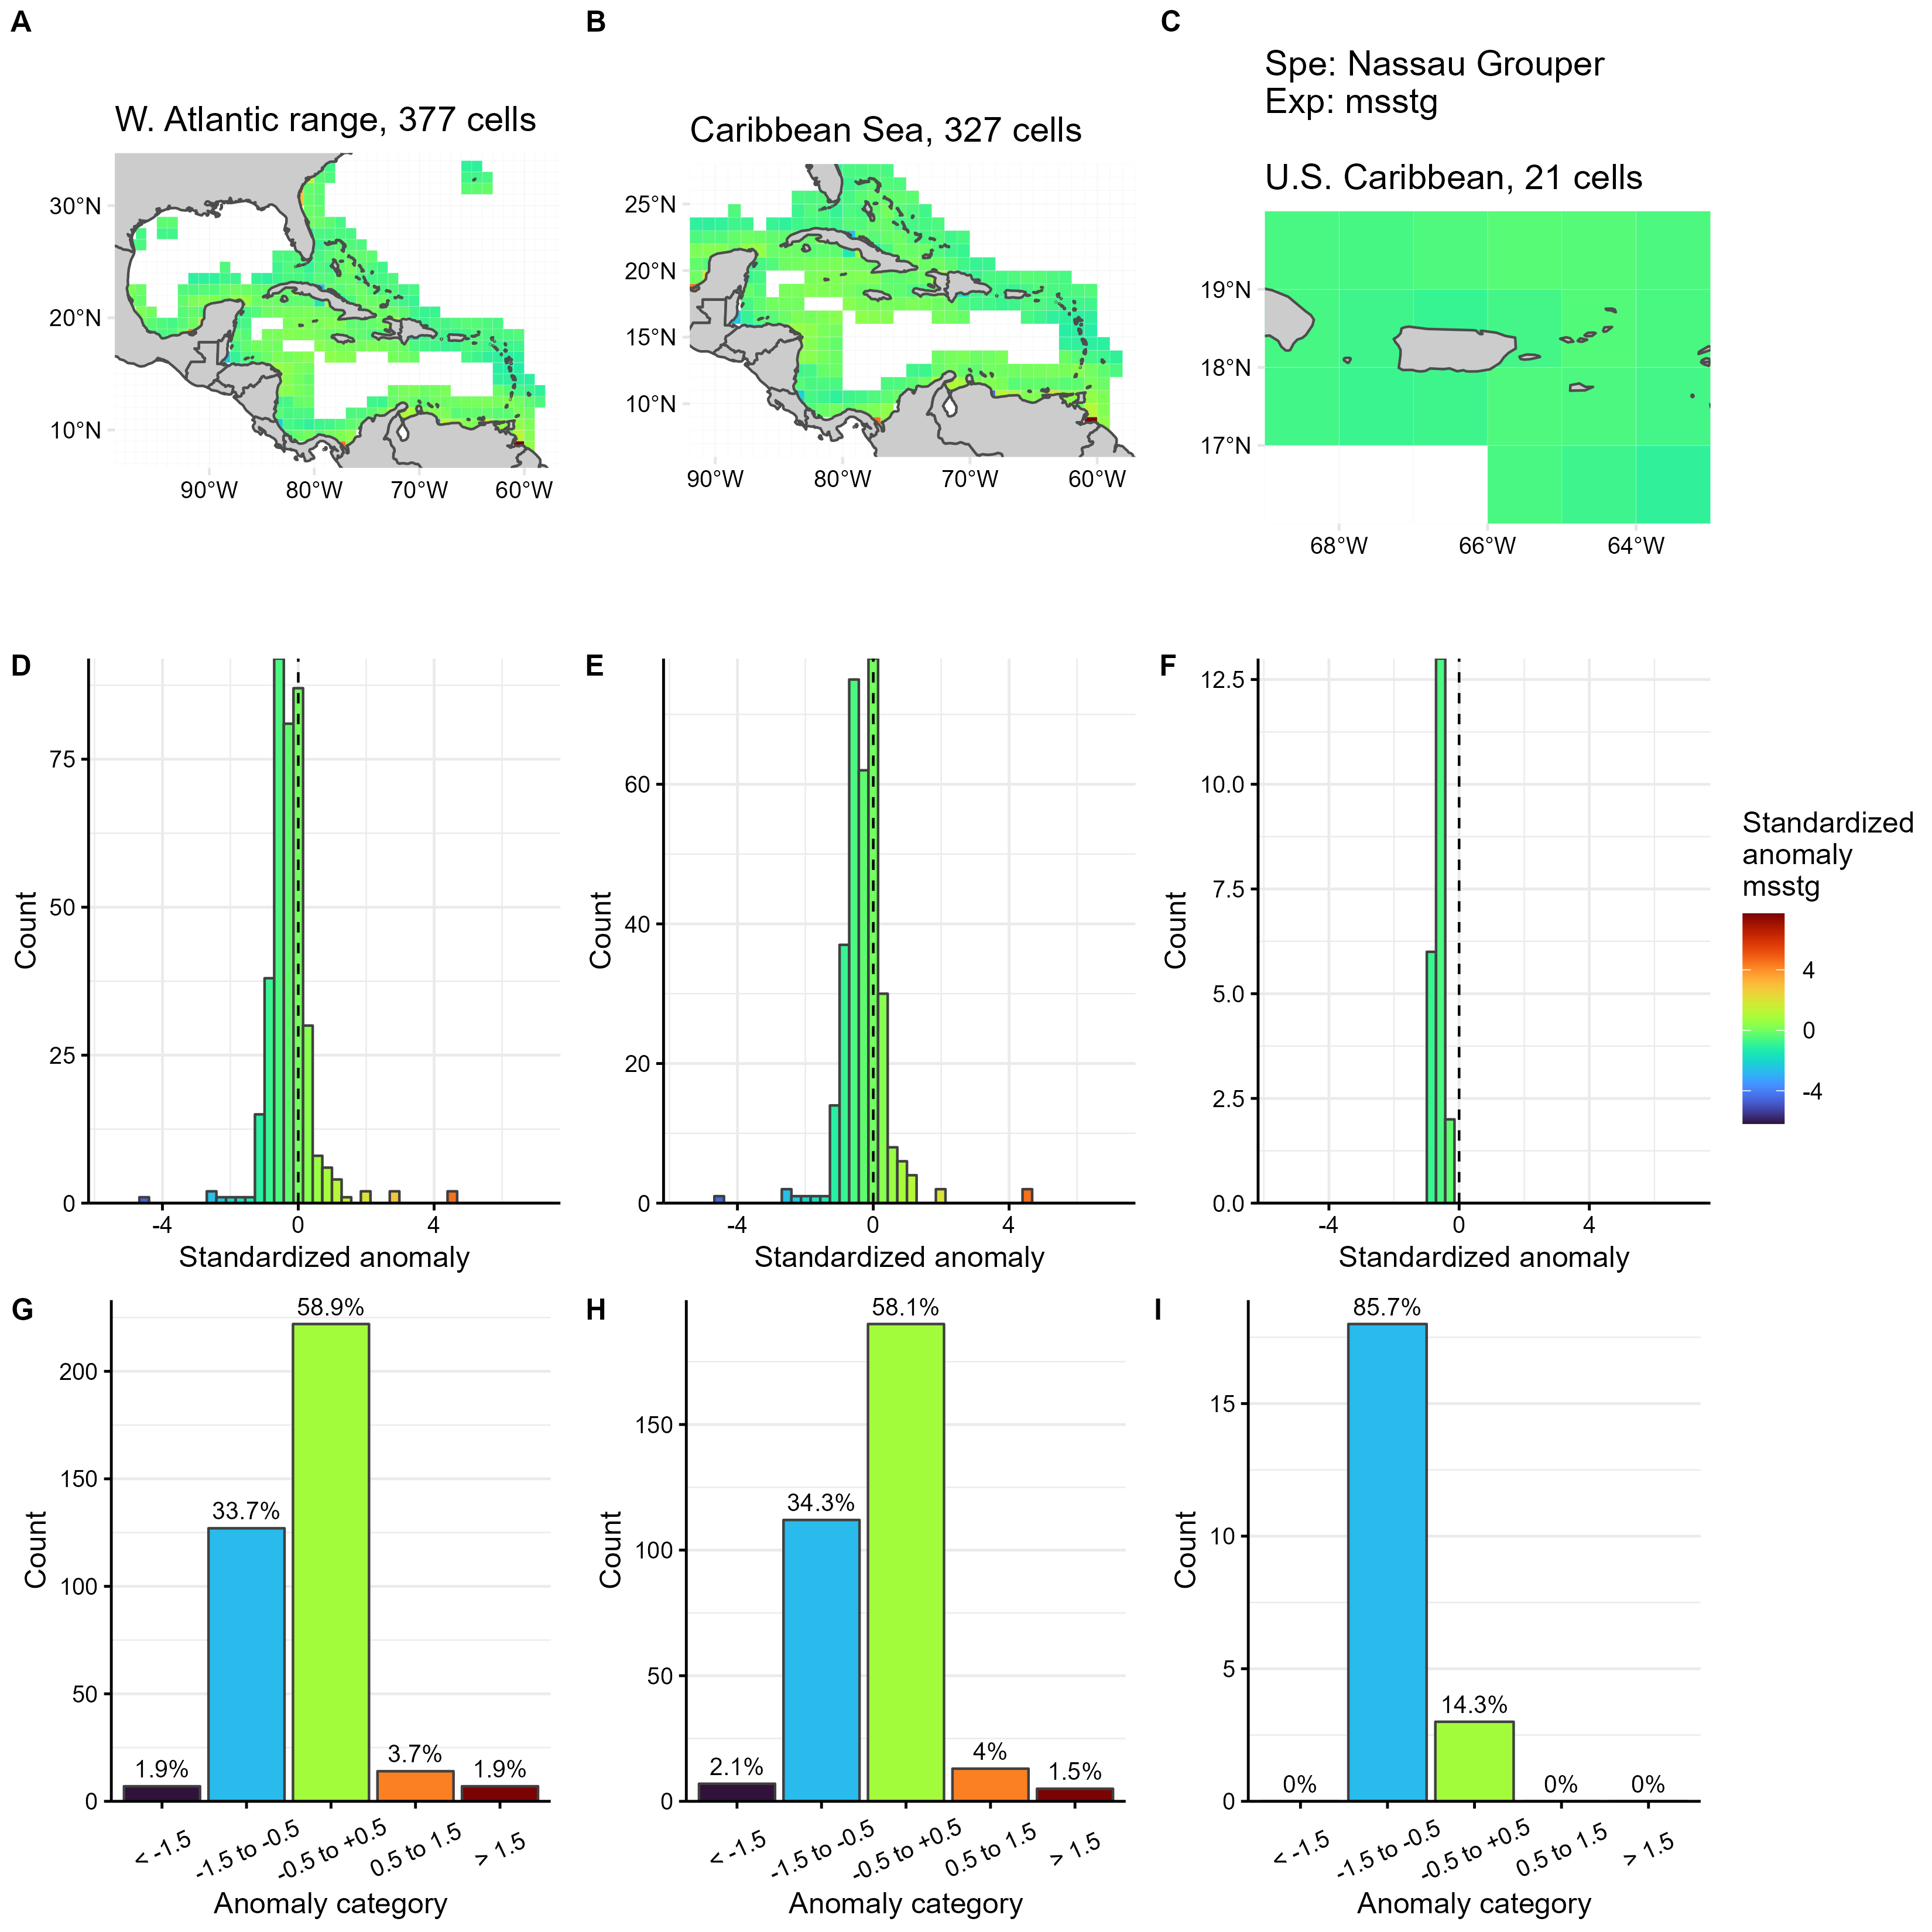 A
B
C
W. Atlantic range, 377 cells
Caribbean Sea, 327 cells
Spe: Nassau Grouper
Exp: msstg
U.S. Caribbean, 21 cells
30°N
20°N
10°N
90°W 80°W 70°W 60°W
25°N
20°N
15°N
10°N
90°W 80°W 70°W 60°W
19°N
18°N
17°N
68°W 66°W 64°W
D
Count
75
50
25
0
-4 0 4
Standardized anomaly
E
Count
60
40
20
0
-4 0 4
Standardized anomaly
F
Count
12.5
10.0
7.5
5.0
2.5
0.0
-4 0 4
Standardized anomaly
Standardized
anomaly
msstg
4
0
-4
G
Count
200
150
100
50
0
1.9% 33.7% 58.9% 3.7% 1.9%
< -1.5 -1.5 to -0.5 -0.5 to +0.5 0.5 to 1.5 > 1.5
Anomaly category
H
Count
150
100
50
0
2.1% 34.3% 58.1% 4% 1.5%
< -1.5 -1.5 to -0.5 -0.5 to +0.5 0.5 to 1.5 > 1.5
Anomaly category
I
Count
15
10
5
0
0% 85.7% 14.3% 0% 0%
< -1.5 -1.5 to -0.5 -0.5 to +0.5 0.5 to 1.5 > 1.5
Anomaly category